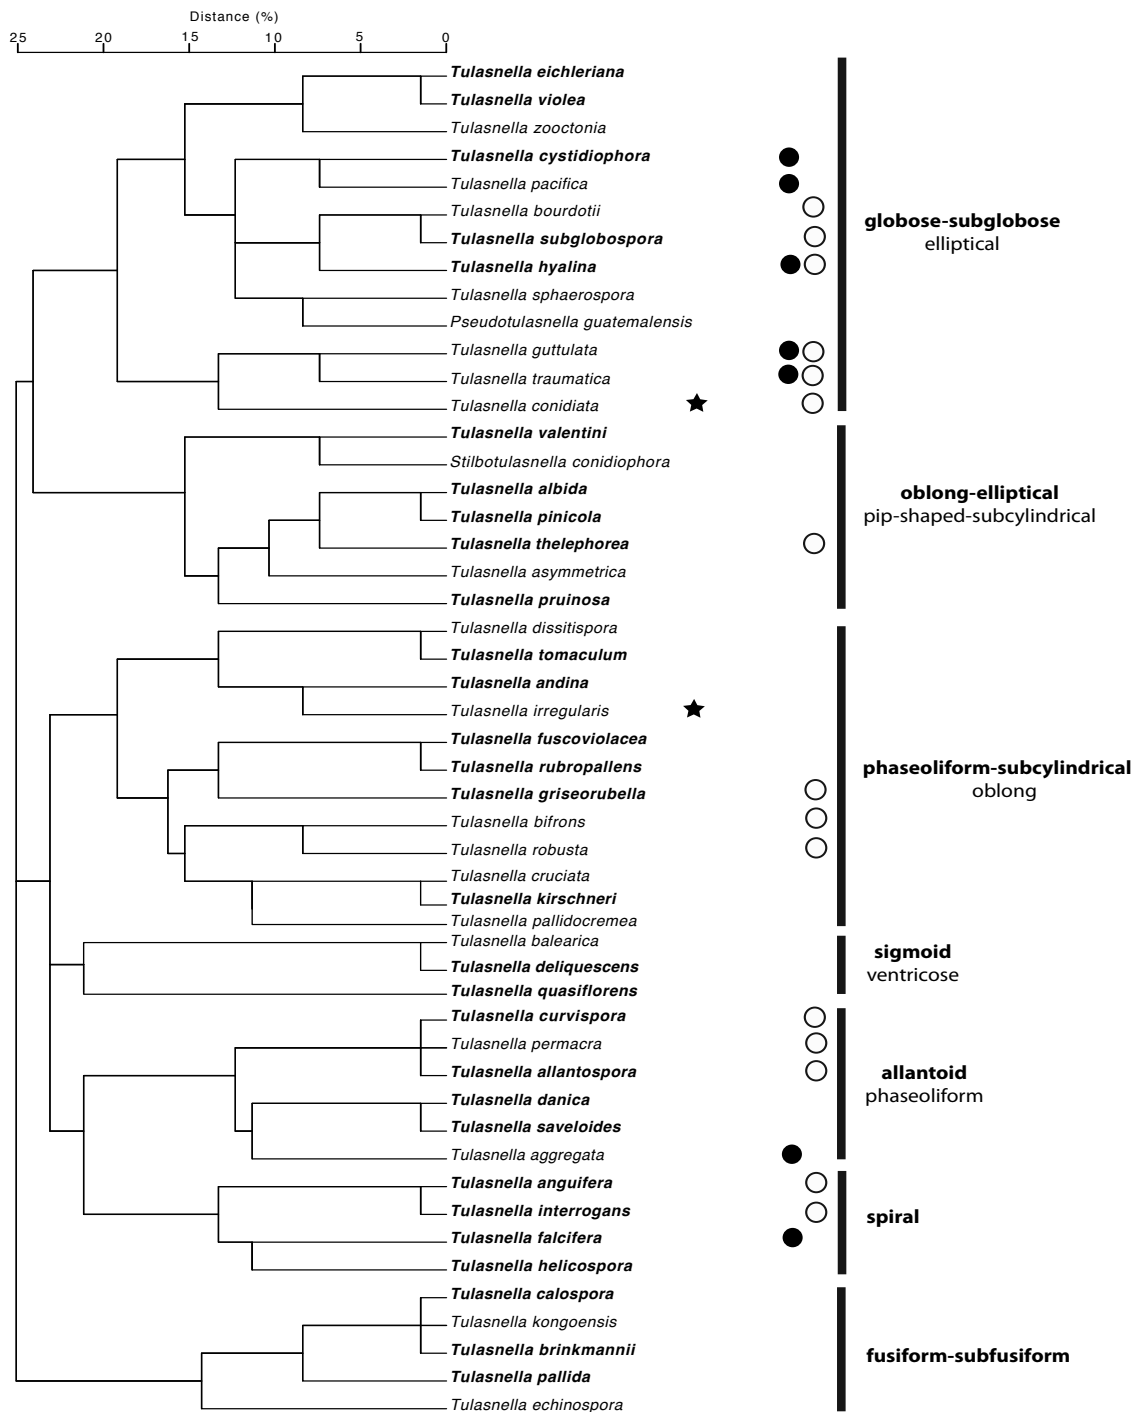 Distance (%)
25 20 15 10 5 0
Tulasnella eichleriana
Tulasnella violea
Tulasnella zooctonia
Tulasnella cystidiophora
Tulasnella pacifica
Tulasnella bourdotii
Tulasnella subglobospora
Tulasnella hyalina
Tulasnella sphaerospora
Pseudotulasnella guatemalensis
Tulasnella guttulata
Tulasnella traumatica
Tulasnella conidiata
globose-subglobose
elliptical
Tulasnella valentini
Stilbotulasnella conidiophora
Tulasnella albida
Tulasnella pinicola
Tulasnella thelephorea
Tulasnella asymmetrica
Tulasnella pruinosa
oblong-elliptical
pip-shaped-subcylindrical
Tulasnella dissitispora
Tulasnella tomaculum
Tulasnella andina
Tulasnella irregularis
Tulasnella fuscoviolacea
Tulasnella rubropallens
Tulasnella griseorubella
Tulasnella bifrons
Tulasnella robusta
Tulasnella cruciata
Tulasnella kirschneri
Tulasnella pallidocremea
phaseoliform-subcylindrical
oblong
Tulasnella balearica
Tulasnella deliquescens
Tulasnella quasiflorens
sigmoid
ventricose
Tulasnella curvispora
Tulasnella permacra
Tulasnella allantospora
Tulasnella danica
Tulasnella saveloides
Tulasnella aggregata
allantoid
phaseoliform
Tulasnella anguifera
Tulasnella interrogans
Tulasnella falcifera
Tulasnella helicospora
spiral
Tulasnella calospora
Tulasnella kongoensis
Tulasnella brinkmannii
Tulasnella pallida
Tulasnella echinospora
fusiform-subfusiform